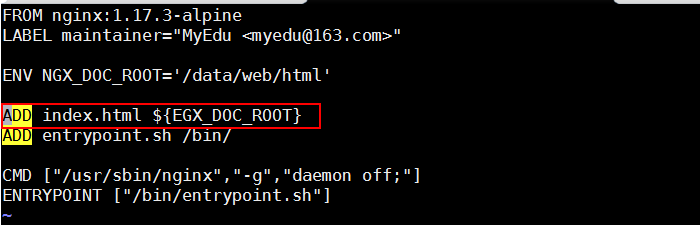 FROM nginx:1.17.3-alpine
LABEL maintainer="MyEdu <myedu@163.com>"
ENV NGX_DOC_ROOT='/data/web/html'
ADD index.html ${EGX_DOC_ROOT}
ADD entrypoint.sh /bin/
CMD ["/usr/sbin/nginx","-g","daemon off;"]
ENTRYPOINT ["/bin/entrypoint.sh"]
~